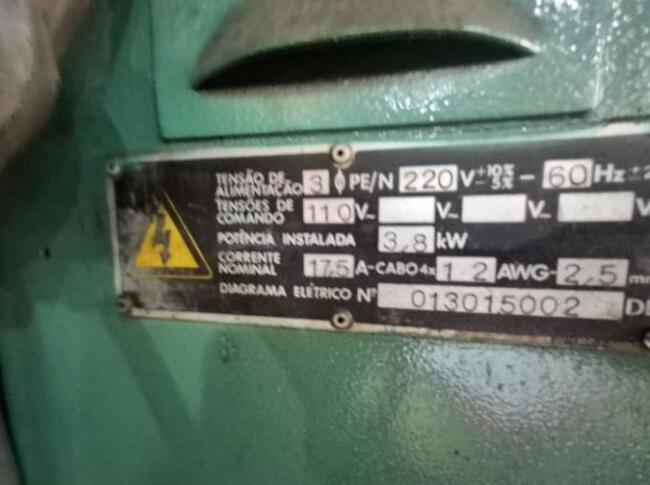 TENSÃO DE ALIMENTAÇÃO 3 ϕ PE/N 220 V~ +10% -5% - 60 Hz ±2
TENSÕES DE COMANDO 110 V~ V~ V~ V
POTÊNCIA INSTALADA 3,8 kW
CORRENTE NOMINAL 17,5 A-CABO 4x 12 AWG- 2,5 m
DIAGRAMA ELÉTRICO Nº 013015002